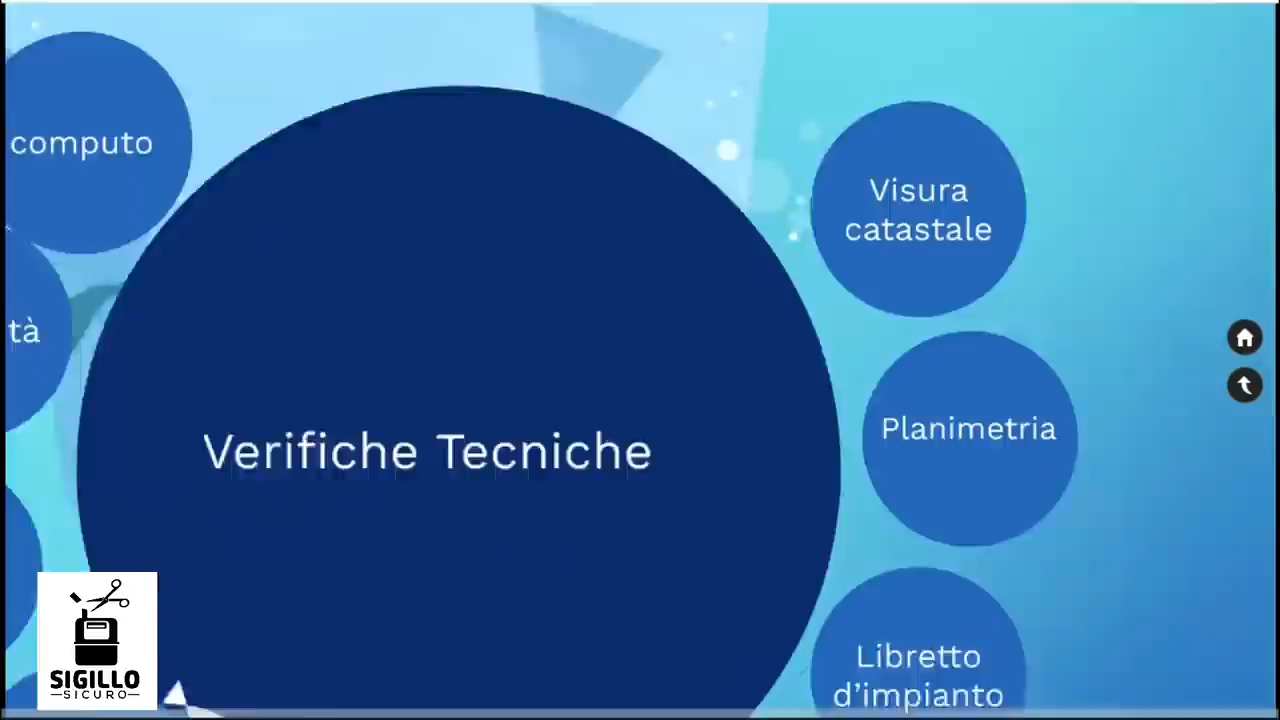 computo
tà
Verifiche Tecniche
Visura
catastale
Planimetria
Libretto
d'impianto
SIGILLO
SICURO